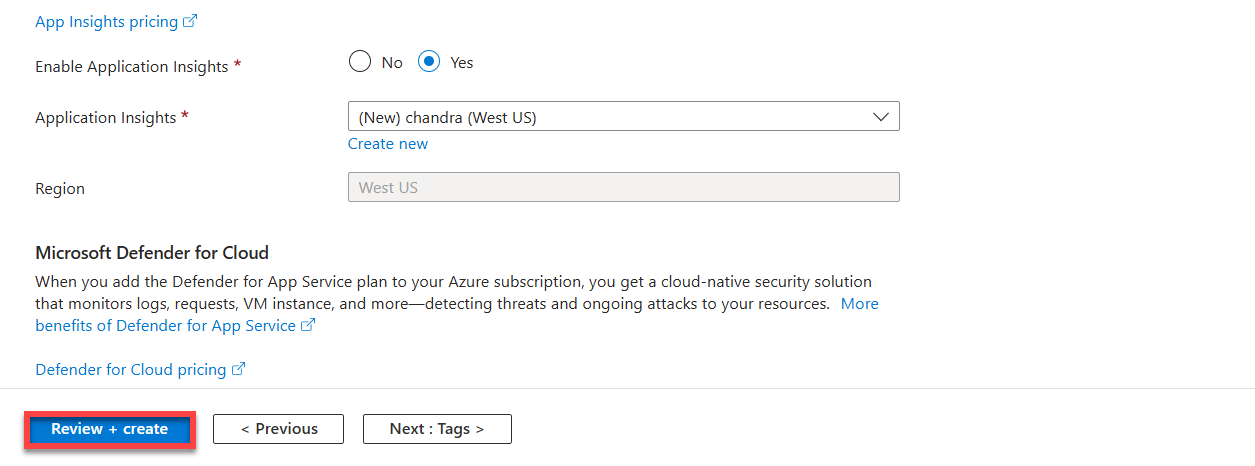 App Insights pricing
Enable Application Insights *
No
Yes
Application Insights *
(New) chandra (West US)
Create new
Region
West US
Microsoft Defender for Cloud
When you add the Defender for App Service plan to your Azure subscription, you get a cloud-native security solution
that monitors logs, requests, VM instance, and more—detecting threats and ongoing attacks to your resources. More
benefits of Defender for App Service
Defender for Cloud pricing
Review + create
< Previous
Next : Tags >